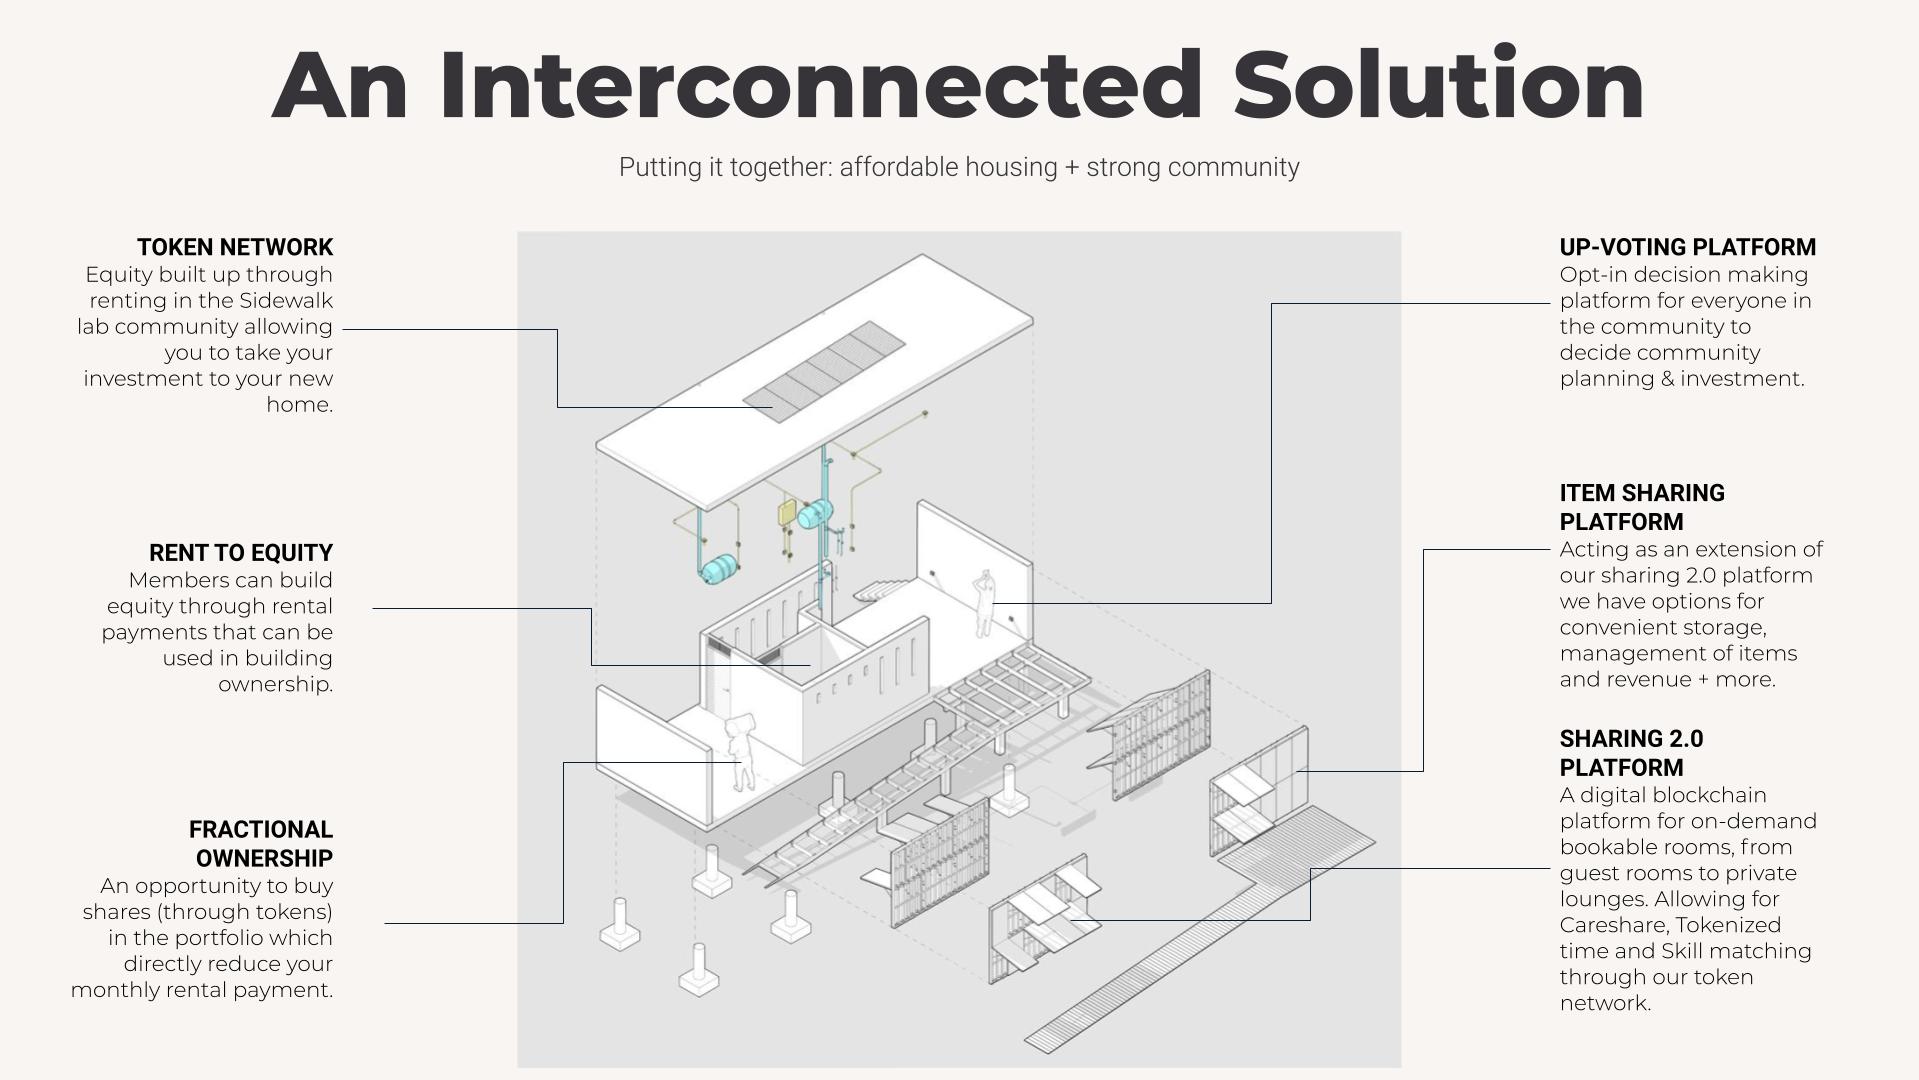 An Interconnected Solution
Putting it together: affordable housing + strong community
TOKEN NETWORK
Equity built up through
renting in the Sidewalk
lab community allowing
you to take your
investment to your new
home.
RENT TO EQUITY
Members can build
equity through rental
payments that can be
used in building
ownership.
FRACTIONAL
OWNERSHIP
An opportunity to buy
shares (through tokens)
in the portfolio which
directly reduce your
monthly rental payment.
UP-VOTING PLATFORM
Opt-in decision making
platform for everyone in
the community to
decide community
planning & investment.
ITEM SHARING
PLATFORM
Acting as an extension of
our sharing 2.0 platform
we have options for
convenient storage,
management of items
and revenue + more.
SHARING 2.0
PLATFORM
A digital blockchain
platform for on-demand
bookable rooms, from
guest rooms to private
lounges. Allowing for
Careshare, Tokenized
time and Skill matching
through our token
network.